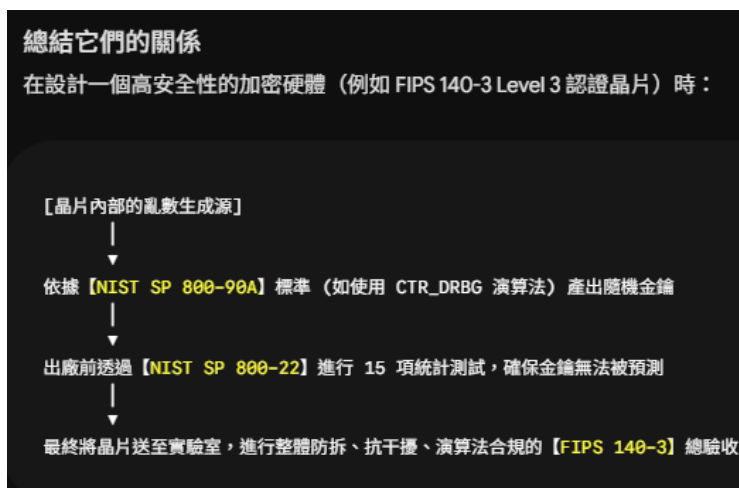 總結它們的關係
在設計一個高安全性的加密硬體（例如 FIPS 140-3 Level 3 認證晶片）時：
[晶片內部的亂數生成源]
│
▼
依據【NIST SP 800-90A】標準 (如使用 CTR_DRBG 演算法) 產出隨機金鑰
│
▼
出廠前透過【NIST SP 800-22】進行 15 項統計測試，確保金鑰無法被預測
│
▼
最終將晶片送至實驗室，進行整體防拆、抗干擾、演算法合規的【FIPS 140-3】總驗收